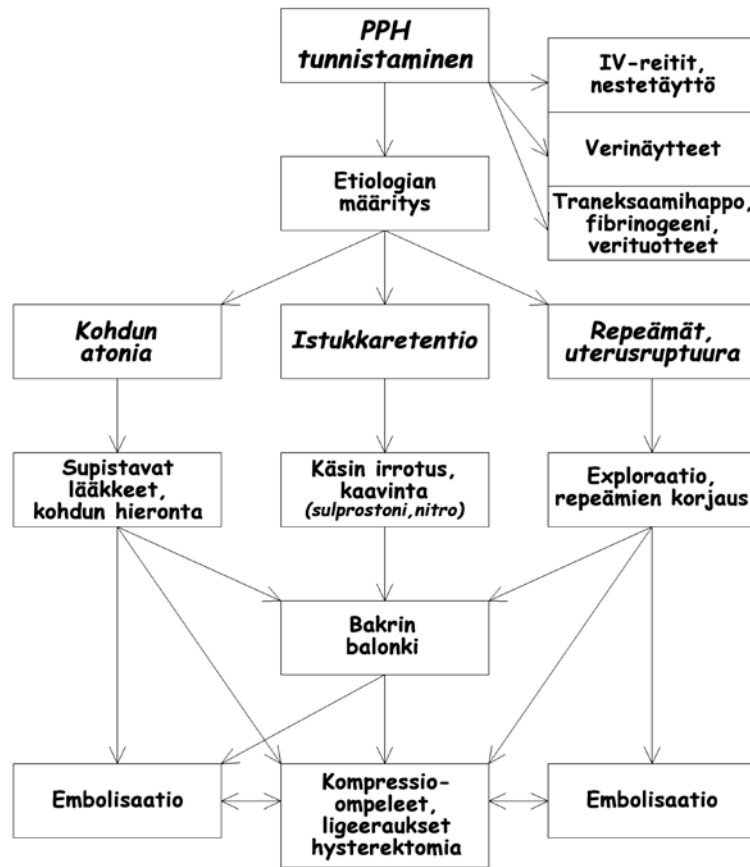 PPH
tunnistaminen
IV-reitit,
nestetäyttö
Verinäytteet
Traneksaamihappo,
fibrinogeeni,
verituotteet
Etiologian
määritys
Kohdun
atonia
Istukkaretentio
Repeämät,
uterusruptuura
Supistavat
lääkkeet,
kohdun hieronta
Käsin irrotus,
kaavinta
(sulprostoni,nitro)
Exploraatio,
repeämien korjaus
Bakrin
balonki
Embolisaatio
Kompressio-
ompeleet,
ligeeraukset
hysterektomia
Embolisaatio